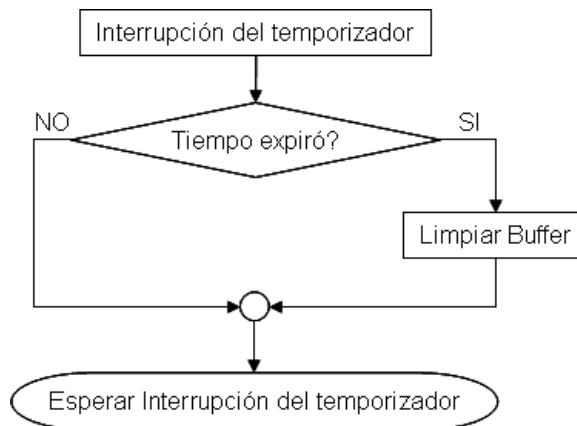 Interrupción del temporizador
NO
Tiempo expiró?
SI
Limpiar Buffer
Esperar Interrupción del temporizador